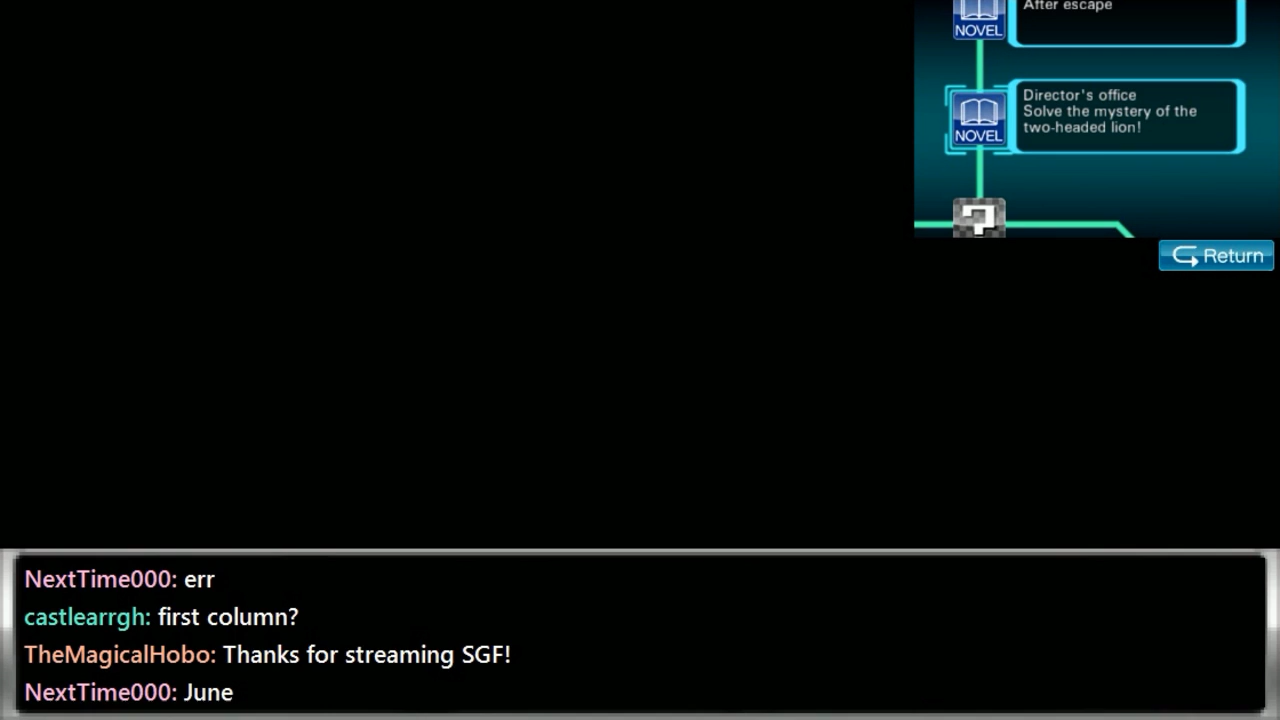 After escape
NOVEL
Director's office
Solve the mystery of the
two-headed lion!
NOVEL
?
Return
NextTime000: err
castlearrgh: first column?
TheMagicalHobo: Thanks for streaming SGF!
NextTime000: June